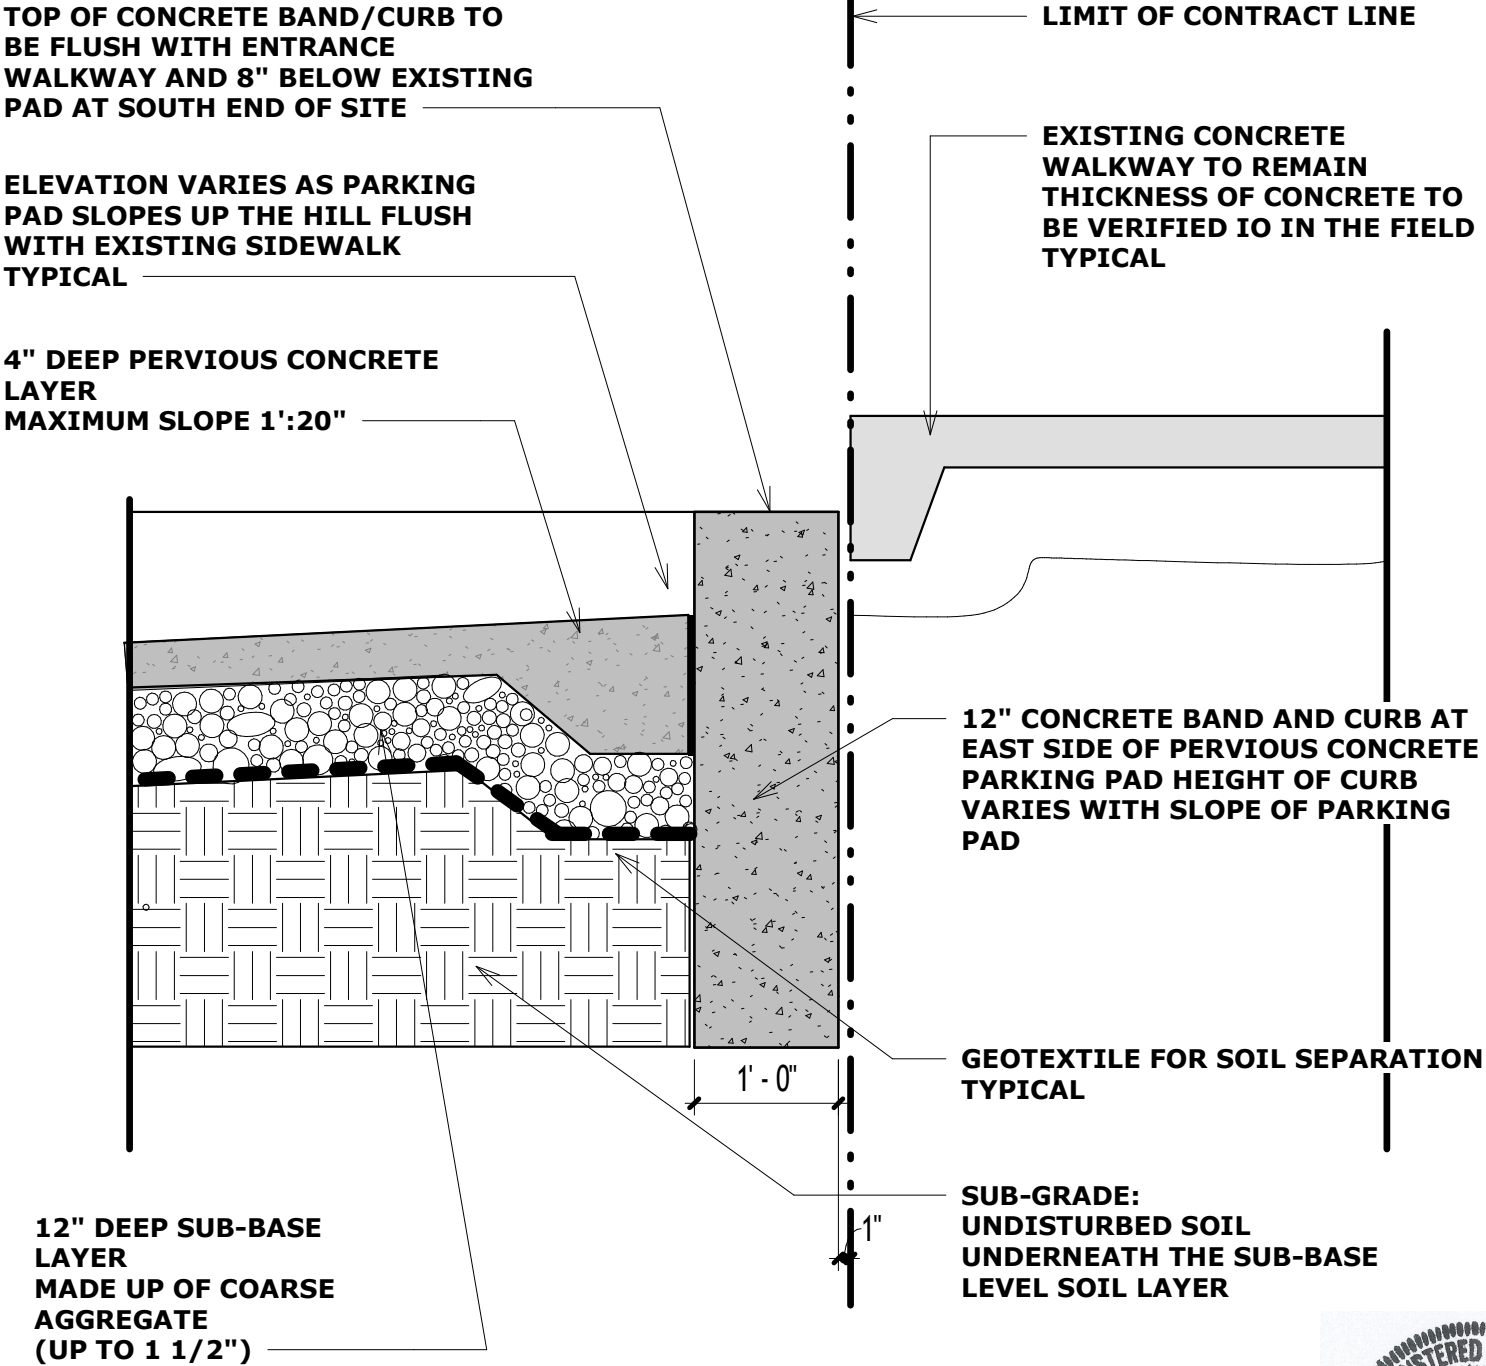 TOP OF CONCRETE BAND/CURB TO
BE FLUSH WITH ENTRANCE
WALKWAY AND 8" BELOW EXISTING
PAD AT SOUTH END OF SITE
LIMIT OF CONTRACT LINE
EXISTING CONCRETE
WALKWAY TO REMAIN
THICKNESS OF CONCRETE TO
BE VERIFIED IO IN THE FIELD
TYPICAL
ELEVATION VARIES AS PARKING
PAD SLOPES UP THE HILL FLUSH
WITH EXISTING SIDEWALK
TYPICAL
4" DEEP PERVIOUS CONCRETE
LAYER
MAXIMUM SLOPE 1':20"
12" CONCRETE BAND AND CURB AT
EAST SIDE OF PERVIOUS CONCRETE
PARKING PAD HEIGHT OF CURB
VARIES WITH SLOPE OF PARKING
PAD
GEOTEXTILE FOR SOIL SEPARATION
TYPICAL
1' - 0"
SUB-GRADE:
UNDISTURBED SOIL
UNDERNEATH THE SUB-BASE
LEVEL SOIL LAYER
1"
12" DEEP SUB-BASE
LAYER
MADE UP OF COARSE
AGGREGATE
(UP TO 1 1/2")